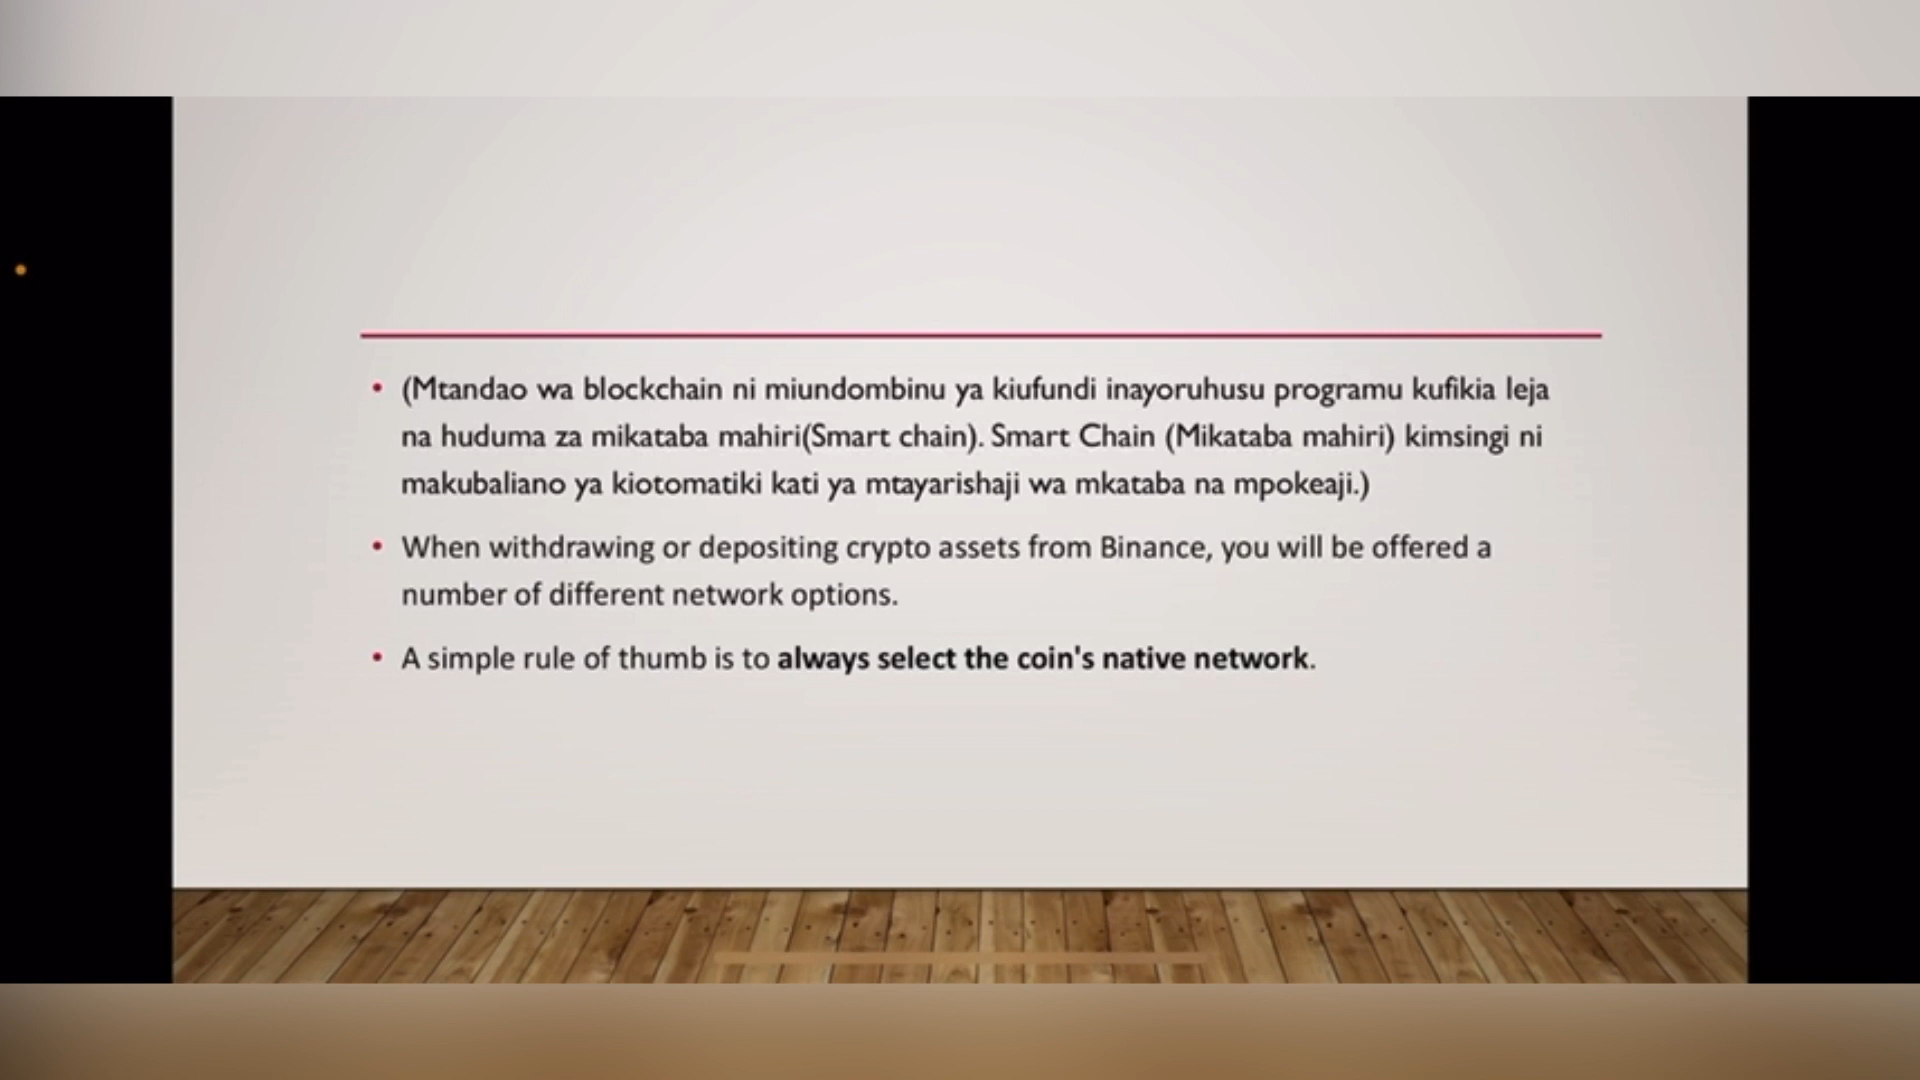 • (Mtandao wa blockchain ni miundombinu ya kiufundi inayoruhusu programu kufikia leja
na huduma za mikataba mahiri(Smart chain). Smart Chain (Mikataba mahiri) kimsingi ni
makubaliano ya kiotomatiki kati ya mtayarishaji wa mkataba na mpokeaji.)
• When withdrawing or depositing crypto assets from Binance, you will be offered a
number of different network options.
• A simple rule of thumb is to always select the coin's native network.